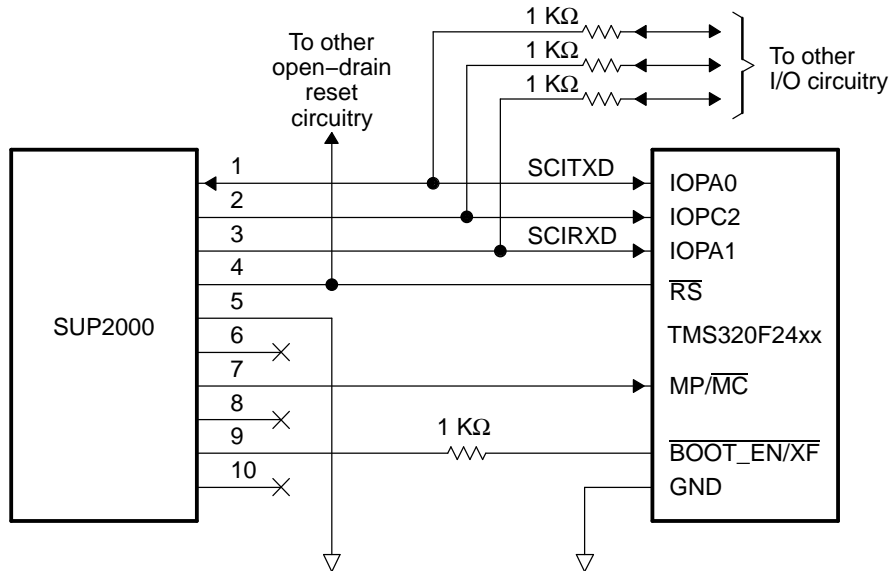 1 KΩ
1 KΩ
1 KΩ
To other
open–drain
reset
circuitry
To other
I/O circuitry
1
SCITXD
IOPA0
2
IOPC2
3
SCIRXD
IOPA1
4
RS
5
SUP2000
TMS320F24xx
6
7
MP/MC
8
9
1 KΩ
BOOT_EN/XF
10
GND